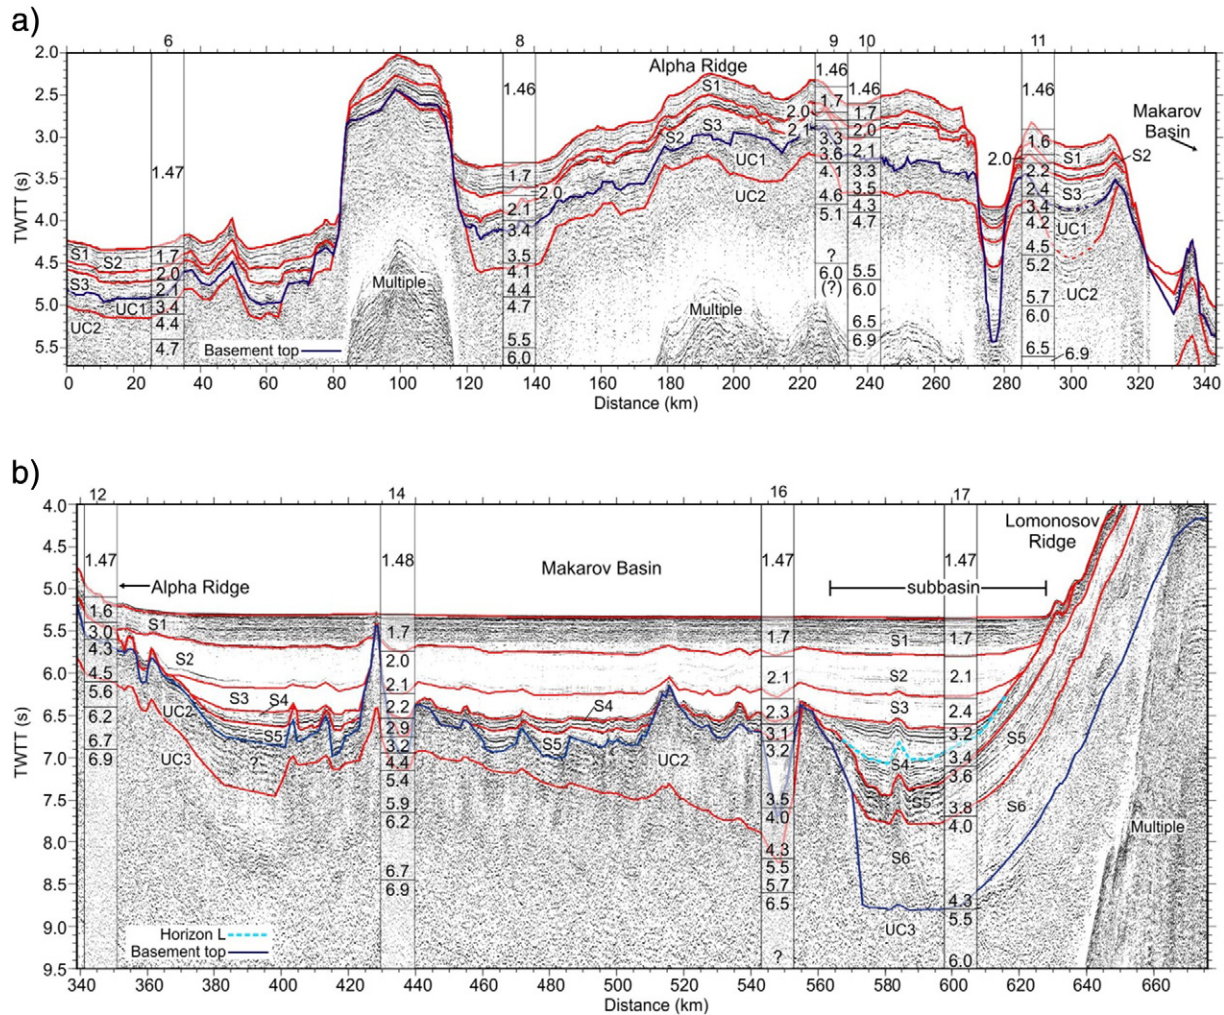 a)
6 8 9 10 11
2.0
2.5
3.0
3.5
4.0
4.5
5.0
5.5
TWTT (s)
1.47
1.7
2.0
2.1
3.4
4.4
4.7
S1
S2
S3
UC1
UC2
Basement top
Multiple
1.46
1.7
2.0
2.1
3.4
3.5
4.1
4.4
4.7
5.5
6.0
Alpha Ridge
S1
S2
S3
UC1
UC2
Multiple
1.46
1.7
2.0
2.1
3.3
3.6
4.1
4.6
5.1
?
6.0
(?)
1.46
1.7
2.0
2.1
3.3
3.5
4.3
4.7
5.5
6.0
6.5
6.9
1.46
1.6
2.0
2.2
2.4
3.4
4.2
4.5
5.2
5.7
6.0
6.5
6.9
S1
S2
S3
UC1
UC2
Makarov
Basin
0 20 40 60 80 100 120 140 160 180 200 220 240 260 280 300 320 340
Distance (km)
b)
12 14 16 17
4.0
4.5
5.0
5.5
6.0
6.5
7.0
7.5
8.0
8.5
9.0
9.5
TWTT (s)
1.47
1.6
3.0
4.3
4.5
5.6
6.2
6.7
6.9
Alpha Ridge
S1
S2
S3
S4
S5
?
UC2
UC3
1.48
1.7
2.0
2.1
2.2
2.9
3.2
4.4
5.4
5.9
6.2
6.7
6.9
Makarov Basin
S4
S5
UC2
1.47
1.7
2.1
2.3
3.1
3.2
3.5
4.0
4.3
5.5
5.7
6.5
?
subbasin
S1
S2
S3
S4
S5
S6
UC3
1.47
1.7
2.1
2.4
3.2
3.4
3.6
3.8
4.0
4.3
5.5
6.0
Lomonosov
Ridge
S5
S6
Multiple
Horizon L
Basement top
340 360 380 400 420 440 460 480 500 520 540 560 580 600 620 640 660
Distance (km)